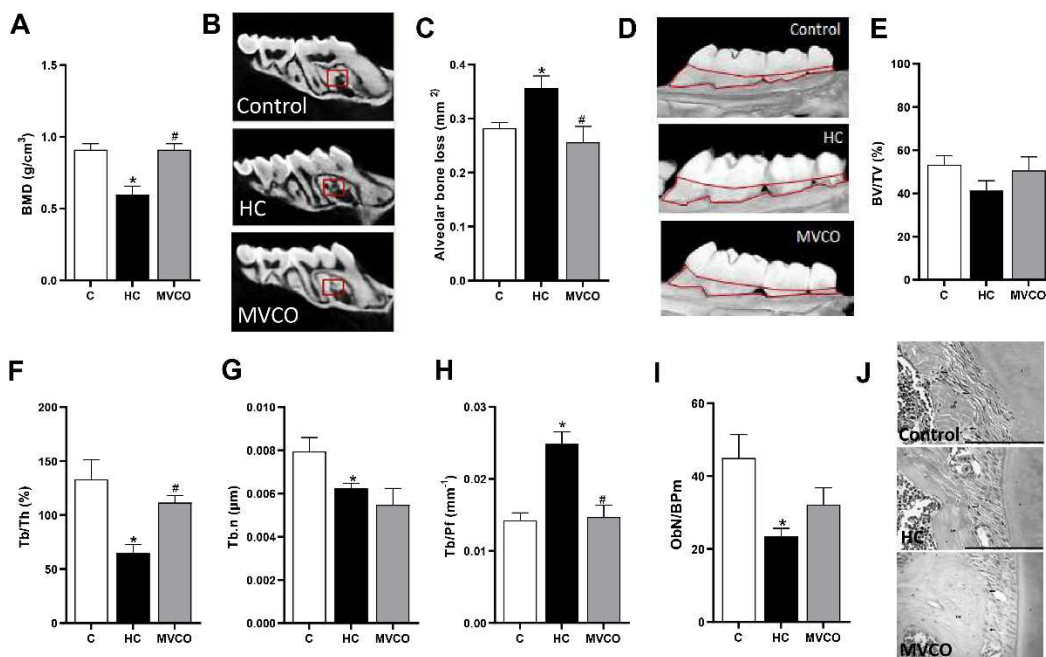 A
BMD (g/cm³)
1.5
1.0
0.5
0.0
*
#
C
HC
MVCO
B
Control
HC
MVCO
C
Alveolar bone loss (mm ²)
0.4
0.3
0.2
0.1
0.0
*
#
C
HC
MVCO
D
Control
HC
MVCO
E
BV/TV (%)
100
80
60
40
20
0
C
HC
MVCO
F
Tb/Th (%)
200
150
100
50
0
*
#
C
HC
MVCO
G
Tb.n (µm)
0.010
0.008
0.006
0.004
0.002
0.000
*
C
HC
MVCO
H
Tb/Pf (mm⁻¹)
0.03
0.02
0.01
0.00
*
#
C
HC
MVCO
I
ObN/BPm
60
40
20
0
*
C
HC
MVCO
J
Control
HC
MVCO